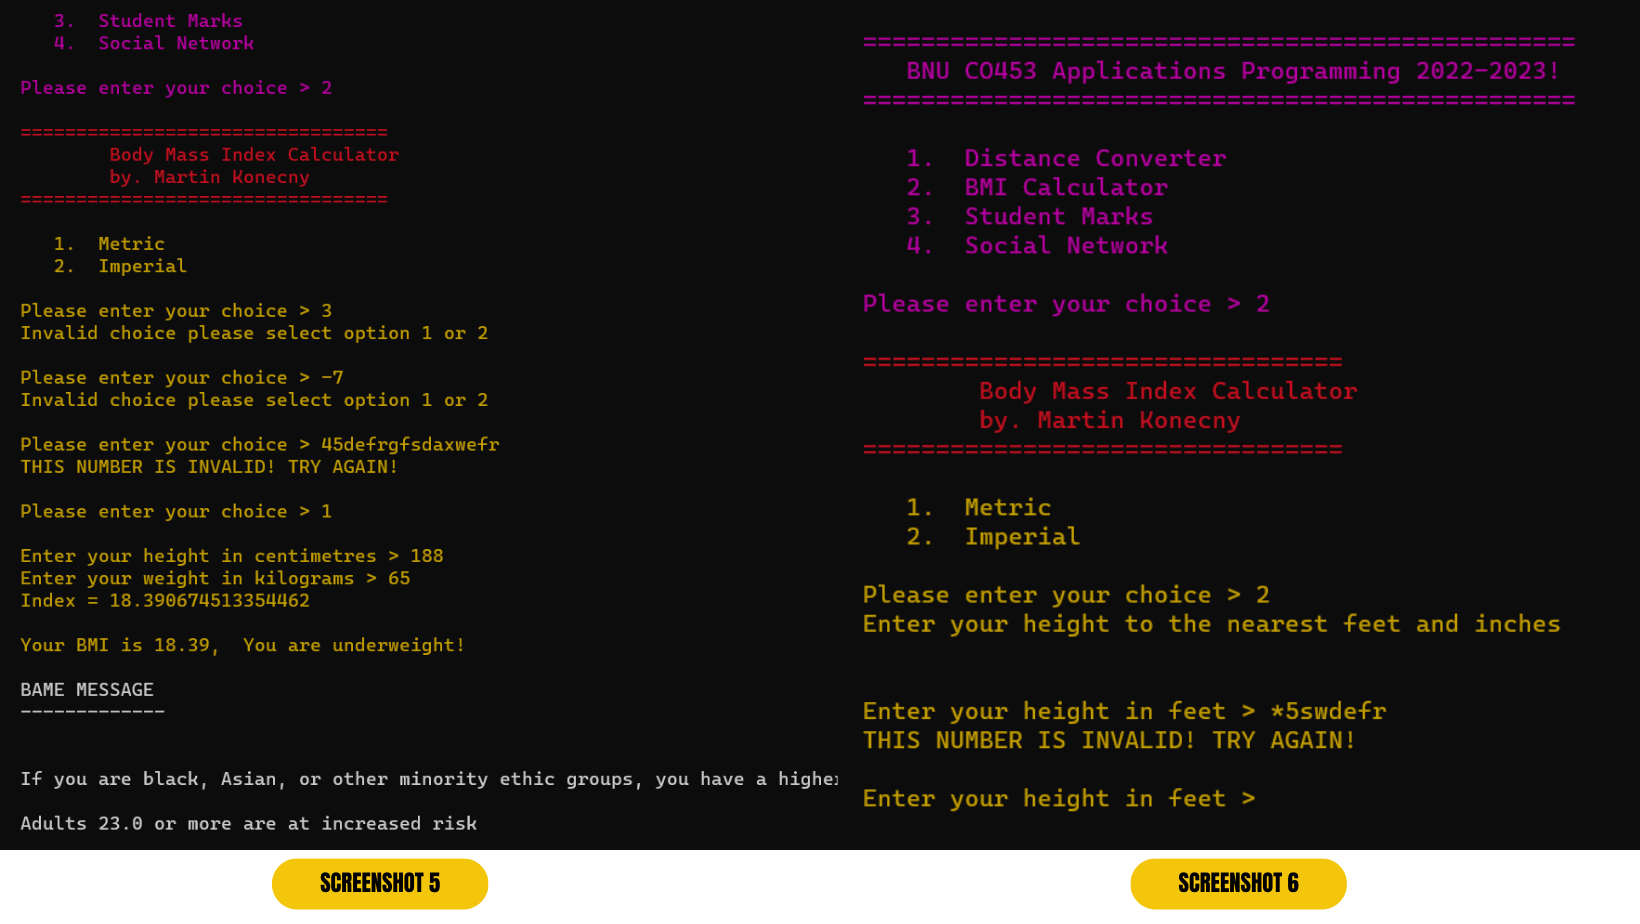 3. Student Marks
4. Social Network
Please enter your choice > 2
=================================
Body Mass Index Calculator
by. Martin Konecny
=================================
1. Metric
2. Imperial
Please enter your choice > 3
Invalid choice please select option 1 or 2
Please enter your choice > -7
Invalid choice please select option 1 or 2
Please enter your choice > 45defrgfsdaxwefr
THIS NUMBER IS INVALID! TRY AGAIN!
Please enter your choice > 1
Enter your height in centimetres > 188
Enter your weight in kilograms > 65
Index = 18.390674513354462
Your BMI is 18.39, You are underweight!
BAME MESSAGE
-------------
If you are black, Asian, or other minority ethic groups, you have a higher
Adults 23.0 or more are at increased risk
SCREENSHOT 5
=================================================
BNU CO453 Applications Programming 2022-2023!
=================================================
1. Distance Converter
2. BMI Calculator
3. Student Marks
4. Social Network
Please enter your choice > 2
=================================
Body Mass Index Calculator
by. Martin Konecny
=================================
1. Metric
2. Imperial
Please enter your choice > 2
Enter your height to the nearest feet and inches
Enter your height in feet > *5swdefr
THIS NUMBER IS INVALID! TRY AGAIN!
Enter your height in feet >
SCREENSHOT 6